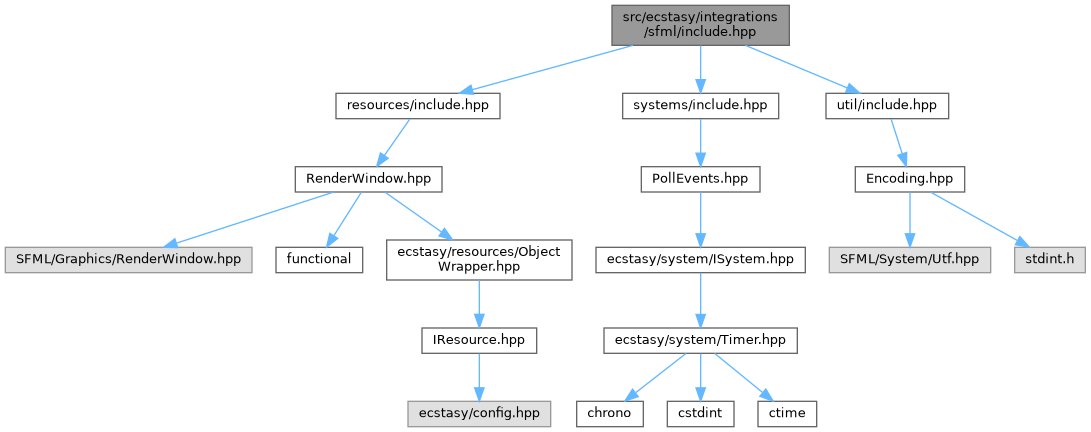 src/ecstasy/integrations
/sfml/include.hpp
resources/include.hpp
systems/include.hpp
util/include.hpp
RenderWindow.hpp
PollEvents.hpp
Encoding.hpp
SFML/Graphics/RenderWindow.hpp
functional
ecstasy/resources/Object
Wrapper.hpp
ecstasy/system/ISystem.hpp
SFML/System/Utf.hpp
stdint.h
IResource.hpp
ecstasy/system/Timer.hpp
ecstasy/config.hpp
chrono
cstdint
ctime